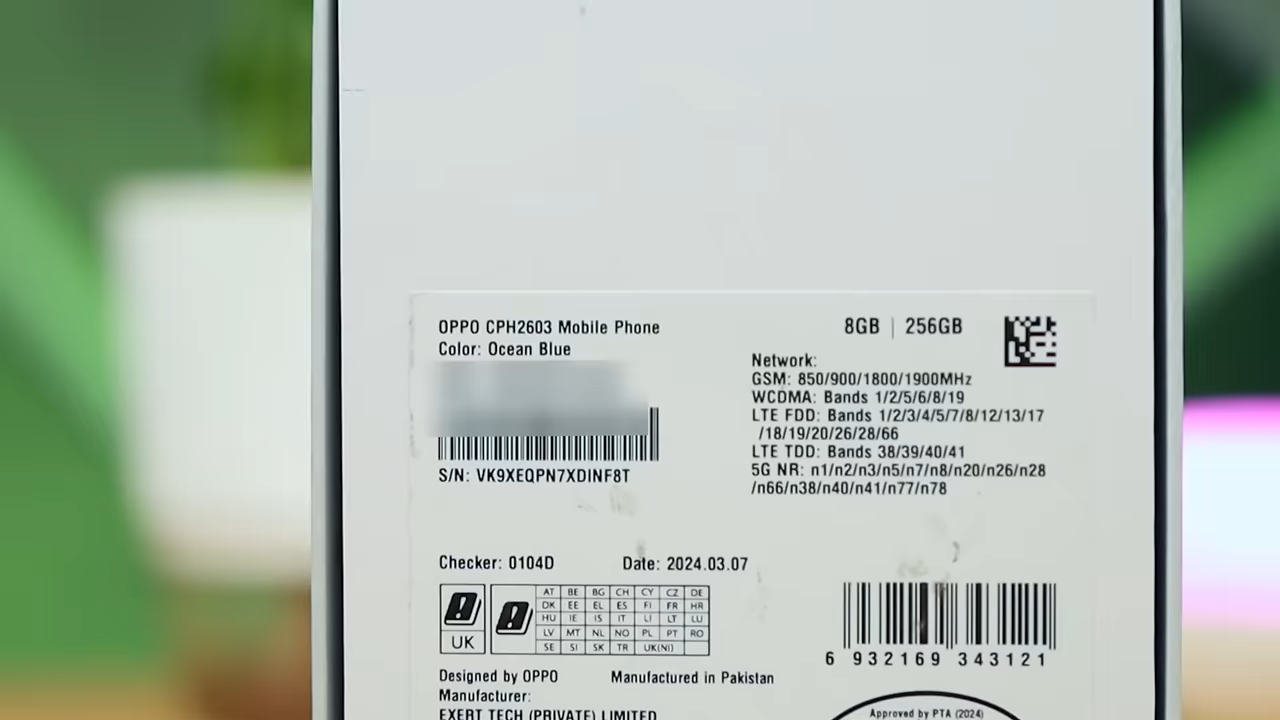 OPPO CPH2603 Mobile Phone
Color: Ocean Blue
S/N: VK9XEQPN7XDINF8T
8GB | 256GB
Network:
GSM: 850/900/1800/1900MHz
WCDMA: Bands 1/2/5/6/8/19
LTE FDD: Bands 1/2/3/4/5/7/8/12/13/17
/18/19/20/26/28/66
LTE TDD: Bands 38/39/40/41
5G NR: n1/n2/n3/n5/n7/n8/n20/n26/n28
/n66/n38/n40/n41/n77/n78
Checker: 0104D Date: 2024.03.07
UK
AT BE BG CH CY CZ DE
DK EE EL ES FI FR HR
HU IE IS IT LI LT LU
LV MT NL NO PL PT RO
SE SI SK TR UK(NI)
6 932169 343121
Designed by OPPO Manufactured in Pakistan
Manufacturer:
EXERT TECH (PRIVATE) LIMITED
Approved by PTA (2024)